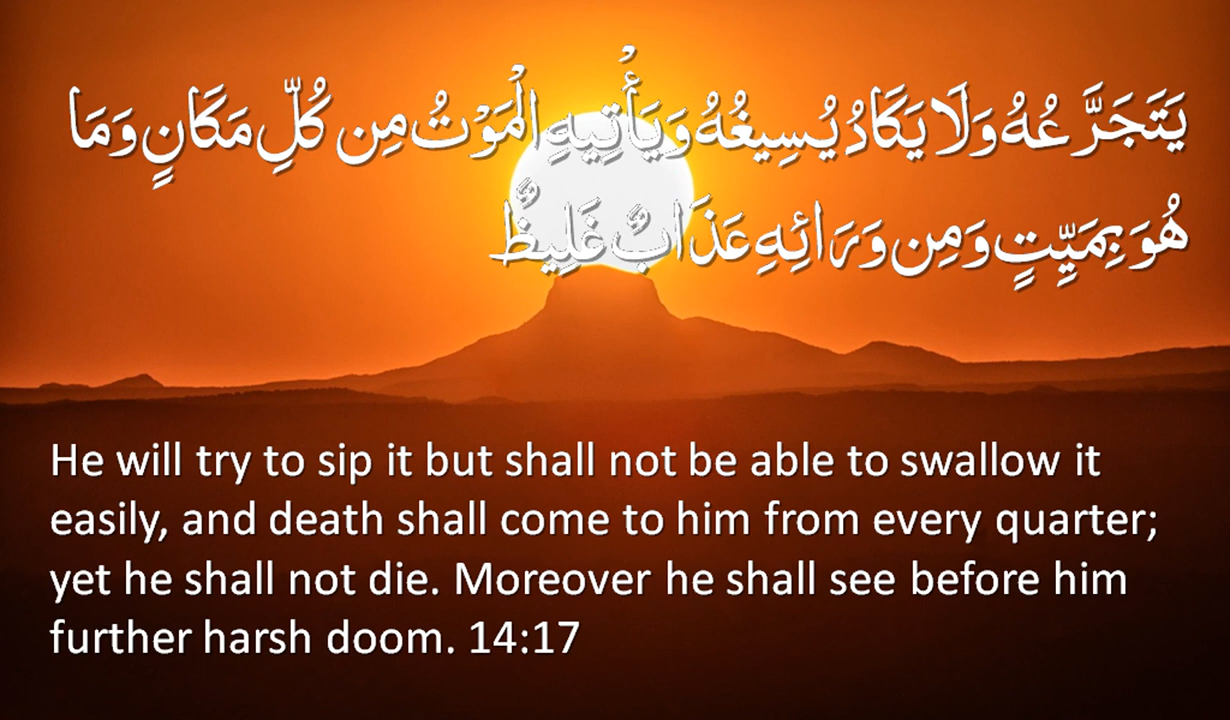 يَتَجَرَّعُهُ وَلَا يَكَادُ يُسِيغُهُ وَيَأْتِيهِ الْمَوْتُ مِن كُلِّ مَكَانٍ وَمَا
هُوَ بِمَيِّتٍ وَمِن وَرَائِهِ عَذَابٌ غَلِيظٌ
He will try to sip it but shall not be able to swallow it
easily, and death shall come to him from every quarter;
yet he shall not die. Moreover he shall see before him
further harsh doom. 14:17